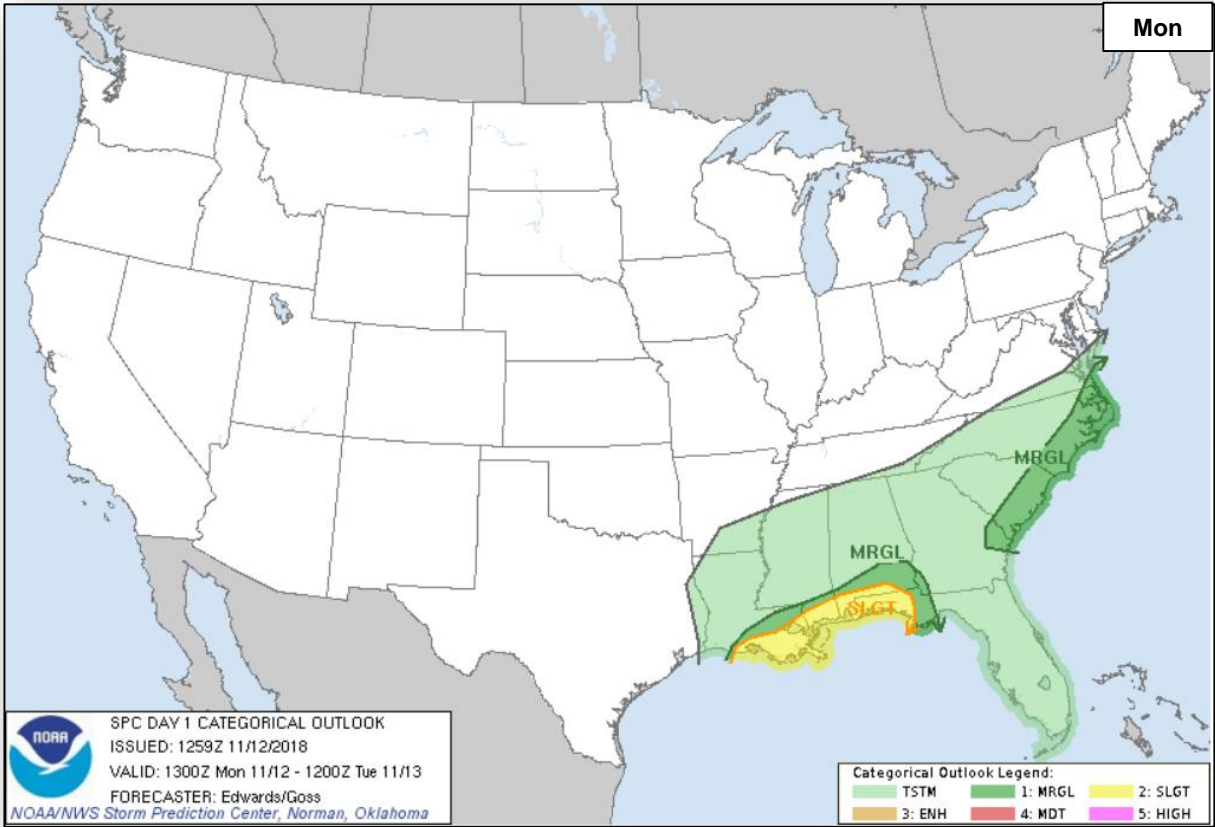 Mon
MRGL
MRGL
SLGT
NOAA
SPC DAY 1 CATEGORICAL OUTLOOK
ISSUED: 1259Z 11/12/2018
VALID: 1300Z Mon 11/12 - 1200Z Tue 11/13
FORECASTER: Edwards/Goss
NOAA/NWS Storm Prediction Center, Norman, Oklahoma
Categorical Outlook Legend:
TSTM 1: MRGL 2: SLGT
3: ENH 4: MDT 5: HIGH